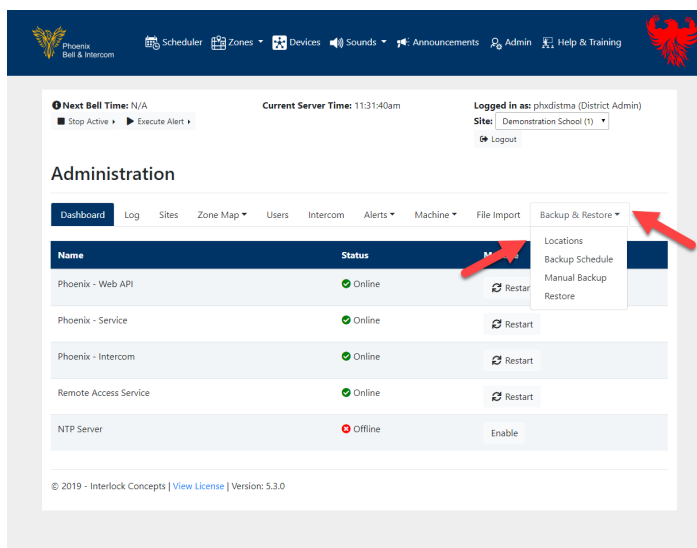 Phoenix
Bell & Intercom
Scheduler Zones Devices Sounds Announcements Admin Help & Training
Next Bell Time: N/A Current Server Time: 11:31:40am Logged in as: phxdistma (District Admin)
Stop Active Execute Alert Site: Demonstration School (1)
Logout
Administration
Dashboard Log Sites Zone Map Users Intercom Alerts Machine File Import Backup & Restore
Locations
Backup Schedule
Manual Backup
Restore
Name Status
Phoenix - Web API Online Restar
Phoenix - Service Online Restart
Phoenix - Intercom Online Restart
Remote Access Service Online Restart
NTP Server Offline Enable
© 2019 - Interlock Concepts | View License | Version: 5.3.0